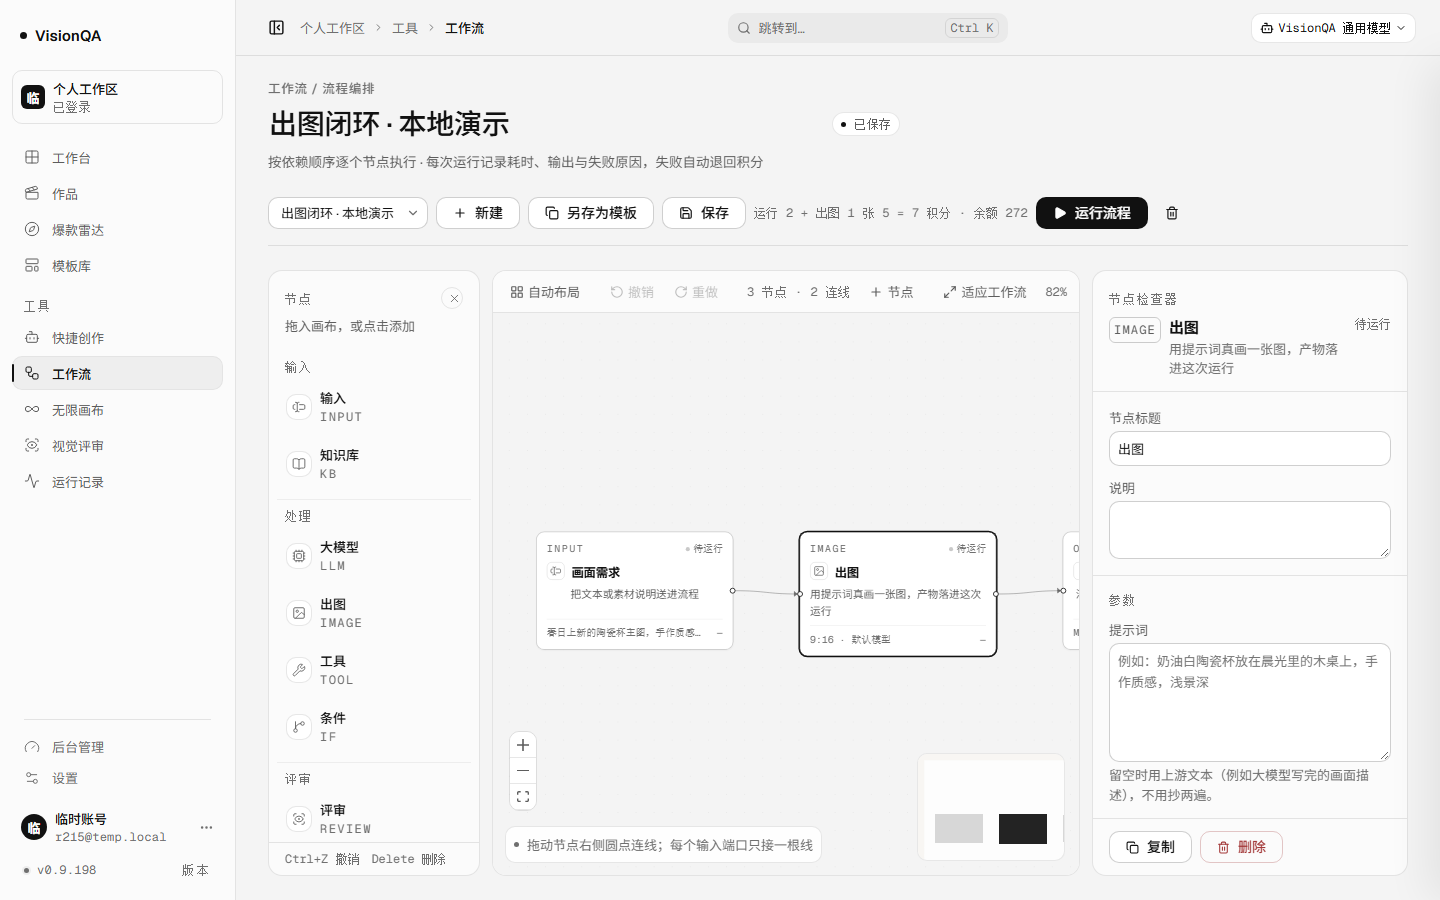 VisionQA
临
个人工作区
已登录
工作台
作品
爆款雷达
模板库
工具
快捷创作
工作流
无限画布
视觉评审
运行记录
后台管理
设置
临
临时账号
r215@temp.local
v0.9.198
版本
个人工作区
工具
工作流
跳转到…
Ctrl K
VisionQA 通用模型
工作流 / 流程编排
出图闭环 · 本地演示
已保存
按依赖顺序逐个节点执行 · 每次运行记录耗时、输出与失败原因，失败自动退回积分
出图闭环 · 本地演示
新建
另存为模板
保存
运行 2 + 出图 1 张 5 = 7 积分 · 余额 272
运行流程
节点
拖入画布，或点击添加
输入
输入
INPUT
知识库
KB
处理
大模型
LLM
出图
IMAGE
工具
TOOL
条件
IF
评审
评审
REVIEW
Ctrl+Z 撤销 Delete 删除
自动布局
撤销
重做
3 节点 · 2 连线
节点
适应工作流
82%
INPUT
待运行
画面需求
把文本或素材说明送进流程
春日上新的陶瓷杯主图，手作质感…
—
IMAGE
待运行
出图
用提示词真画一张图，产物落进这次
运行
9:16 · 默认模型
—
拖动节点右侧圆点连线；每个输入端口只接一根线
节点检查器
IMAGE
出图
待运行
用提示词真画一张图，产物落
进这次运行
节点标题
出图
说明
参数
提示词
例如：奶油白陶瓷杯放在晨光里的木桌上，手
作质感，浅景深
留空时用上游文本（例如大模型写完的画面描
述），不用抄两遍。
复制
删除